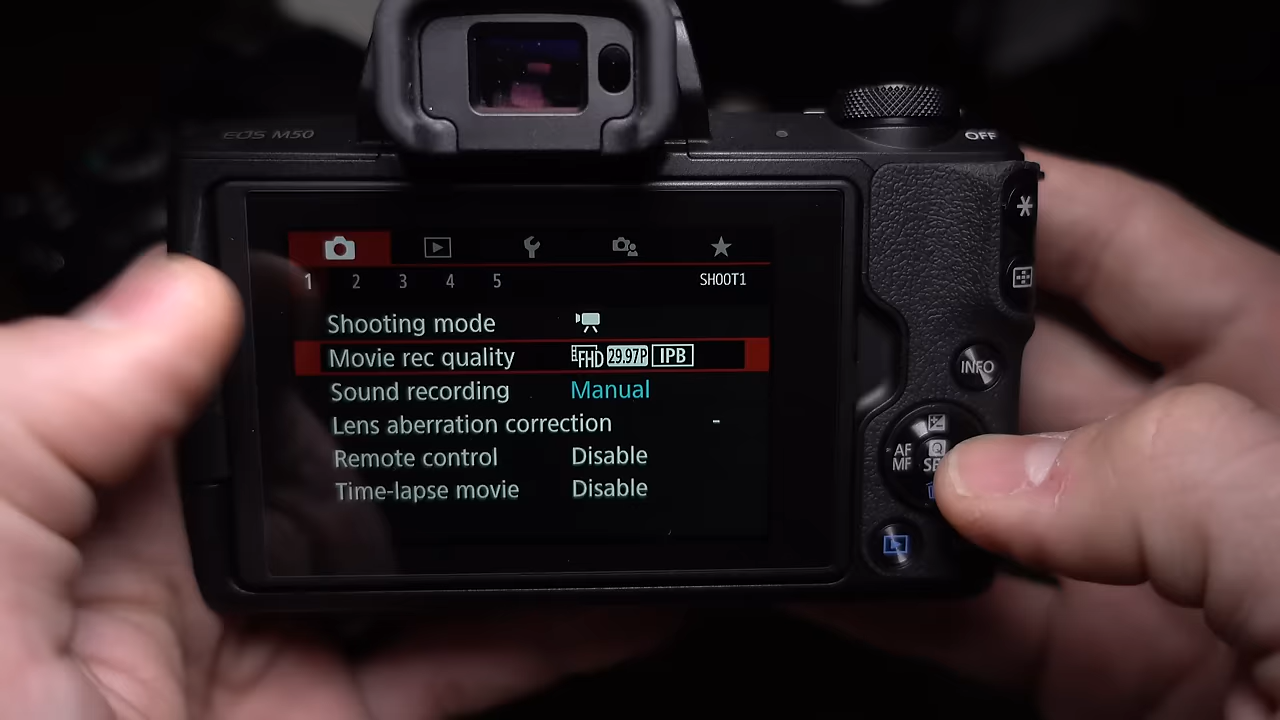 EOS M50
OFF
1 2 3 4 5 SHOOT1
Shooting mode
Movie rec quality FHD 29.97P IPB
Sound recording Manual
Lens aberration correction -
Remote control Disable
Time-lapse movie Disable
INFO
AF
MF
Q